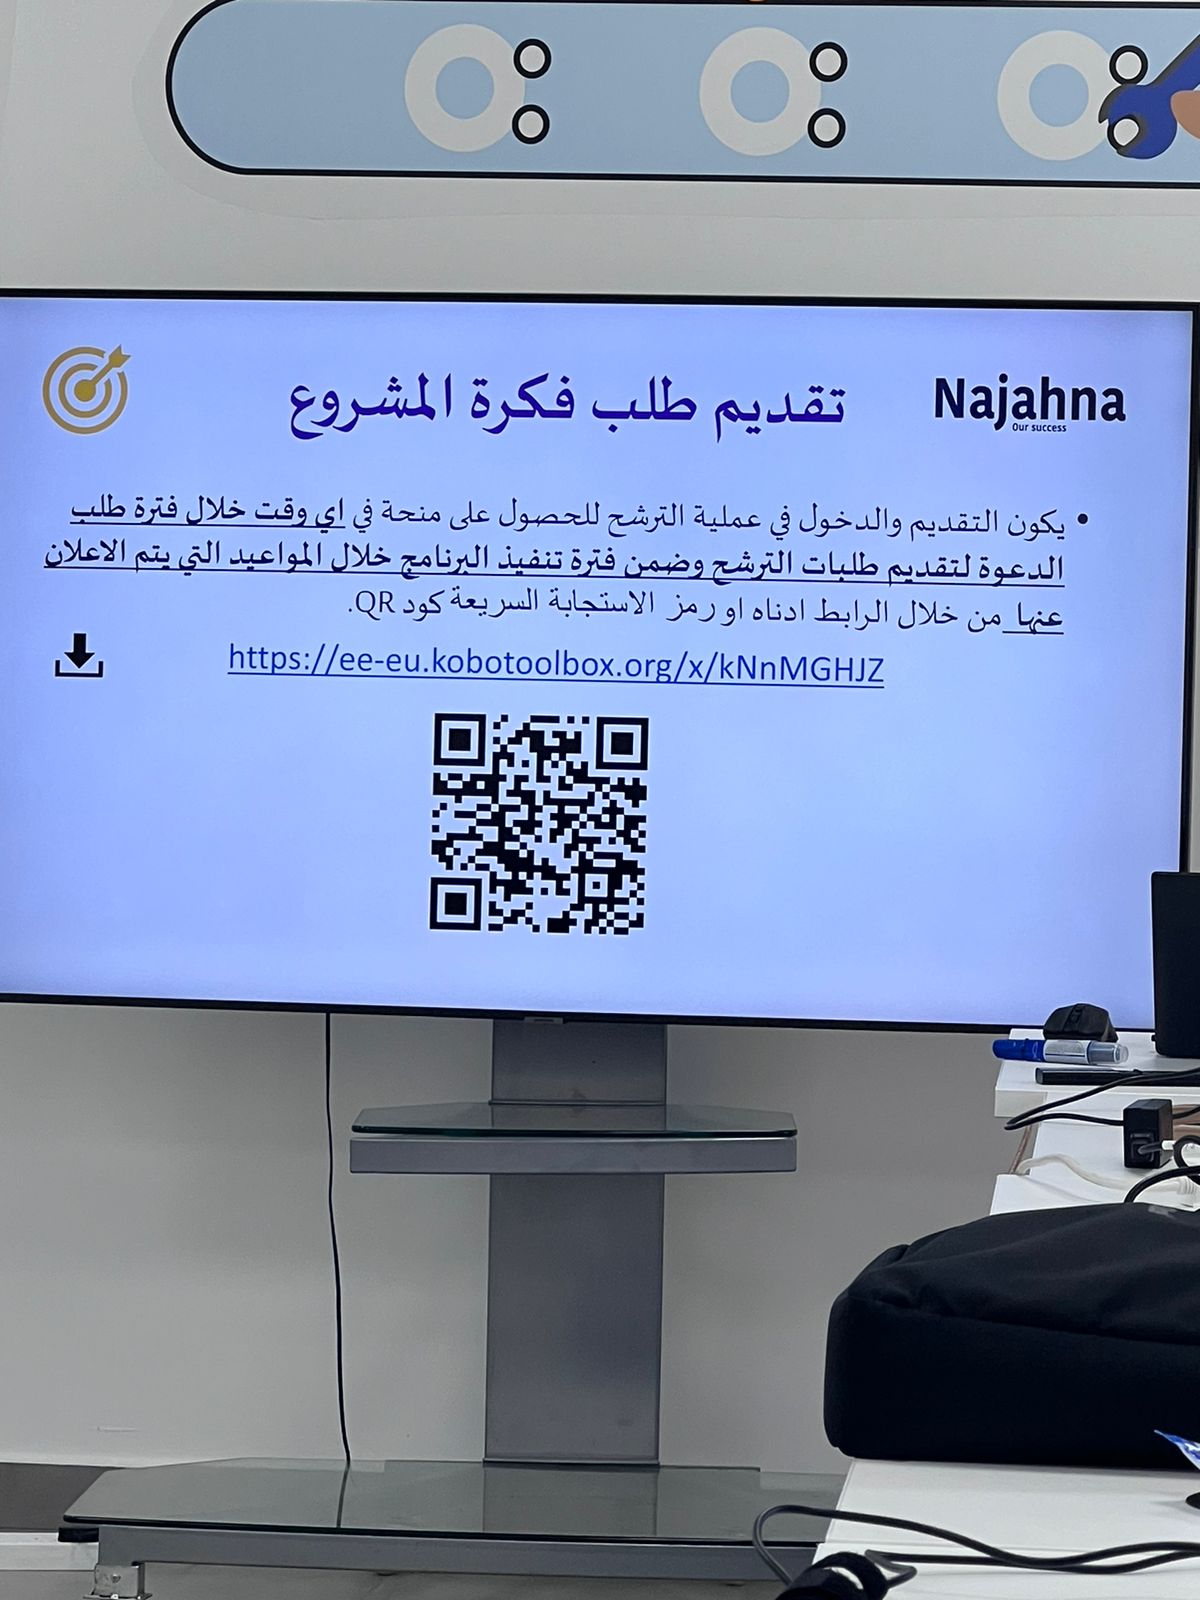 تقديم طلب فكرة المشروع
Najahna
Our success
• يكون التقديم والدخول في عملية الترشح للحصول على منحة في اي وقت خلال فترة طلب
الدعوة لتقديم طلبات الترشح وضمن فترة تنفيذ البرنامج خلال المواعيد التي يتم الاعلان
عنها من خلال الرابط ادناه او رمز الاستجابة السريعة كود QR.
https://ee-eu.kobotoolbox.org/x/kNnMGHJZ